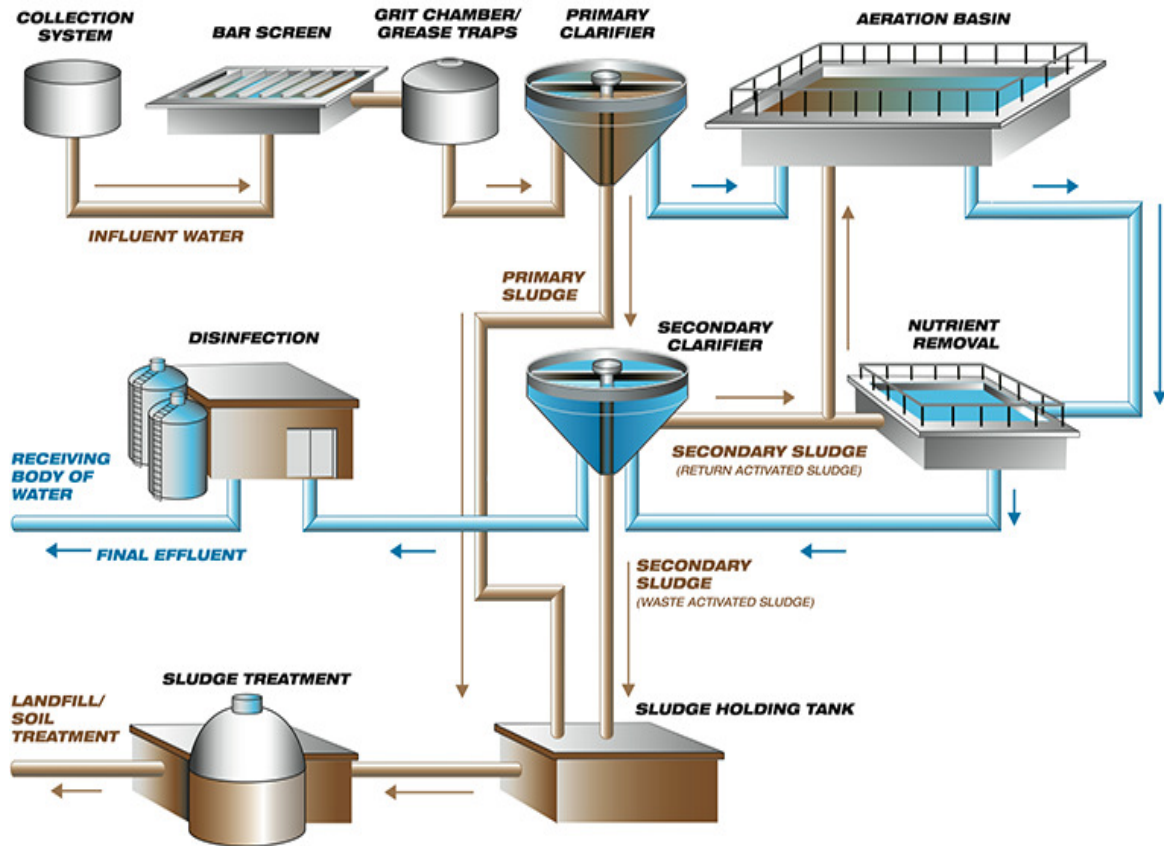 COLLECTION
SYSTEM
BAR SCREEN
GRIT CHAMBER/
GREASE TRAPS
PRIMARY
CLARIFIER
AERATION BASIN
INFLUENT WATER
PRIMARY
SLUDGE
DISINFECTION
SECONDARY
CLARIFIER
NUTRIENT
REMOVAL
RECEIVING
BODY OF
WATER
SECONDARY SLUDGE
(RETURN ACTIVATED SLUDGE)
FINAL EFFLUENT
SECONDARY
SLUDGE
(WASTE ACTIVATED SLUDGE)
SLUDGE TREATMENT
LANDFILL/
SOIL
TREATMENT
SLUDGE HOLDING TANK